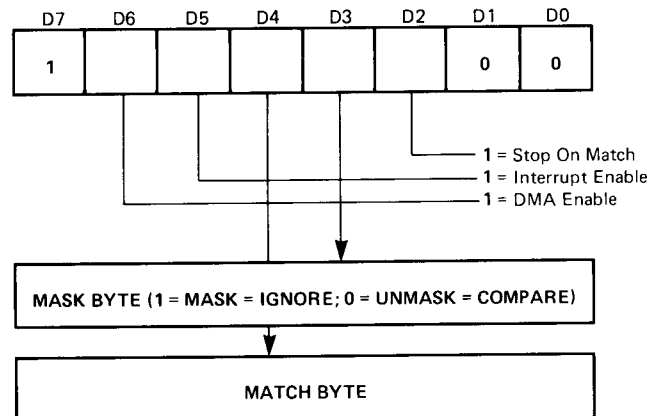 D7 D6 D5 D4 D3 D2 D1 D0
1 0 0
1 = Stop On Match
1 = Interrupt Enable
1 = DMA Enable
MASK BYTE (1 = MASK = IGNORE; 0 = UNMASK = COMPARE)
MATCH BYTE